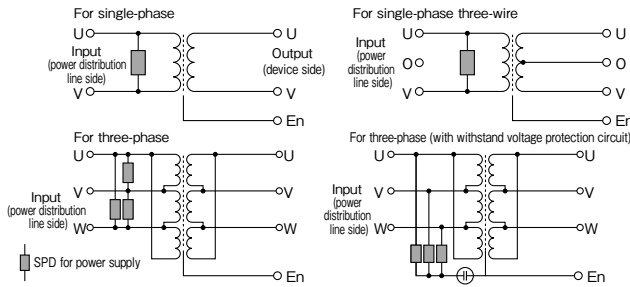 For single-phase
U
U
Input
(power distribution
line side)
Output
(device side)
V
V
En
For single-phase three-wire
U
U
Input
(power
distribution
line side)
O
O
V
V
En
For three-phase
U
U
V
V
Input
(power distribution
line side)
W
W
SPD for power supply
En
For three-phase (with withstand voltage protection circuit)
U
U
Input
(power
distribution
line side)
V
V
W
W
En